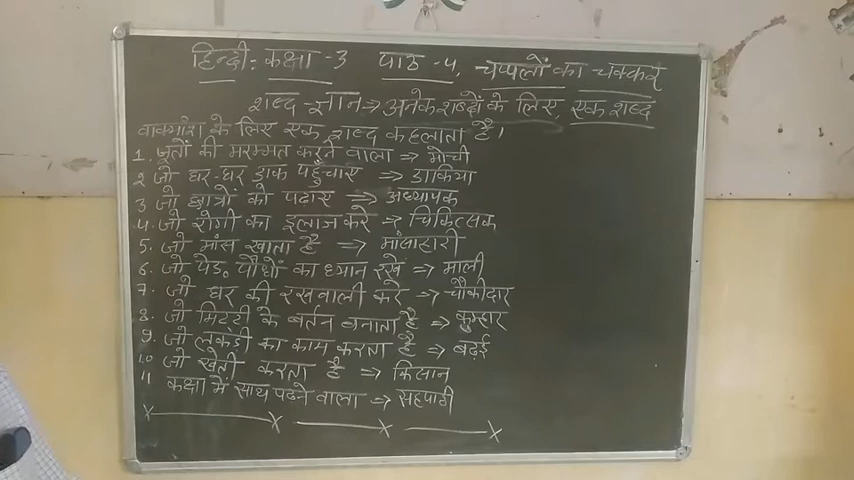 हिन्दी: कक्षा -3 पाठ -4, चप्पलों का चक्कर
शब्द-ज्ञान ⇒ अनेक शब्दों के लिए, एक शब्द
वाक्यांश के लिए एक शब्द कहलाता है।
1. जूतों की मरम्मत करने वाला ⇒ मोची
2 जो घर-घर डाक पहुँचाए ⇒ डाकिया
3 जो छात्रों को पढ़ाए ⇒ अध्यापक
4. जो रोगी का इलाज करे ⇒ चिकित्सक
5. जो मांस खाता है ⇒ मांसाहारी
6. जो पेड़. पौधों का ध्यान रखें ⇒ माली
7. जो घर की रखवाली करे ⇒ चौकीदार
8. जो मिट्टी के बर्तन बनाता है ⇒ कुम्हार
9. जो लकड़ी का काम करता है ⇒ बढ़ई
10 जो खेती करता है ⇒ किसान
11 कक्षा में साथ पढने वाला ⇒ सहपाठी